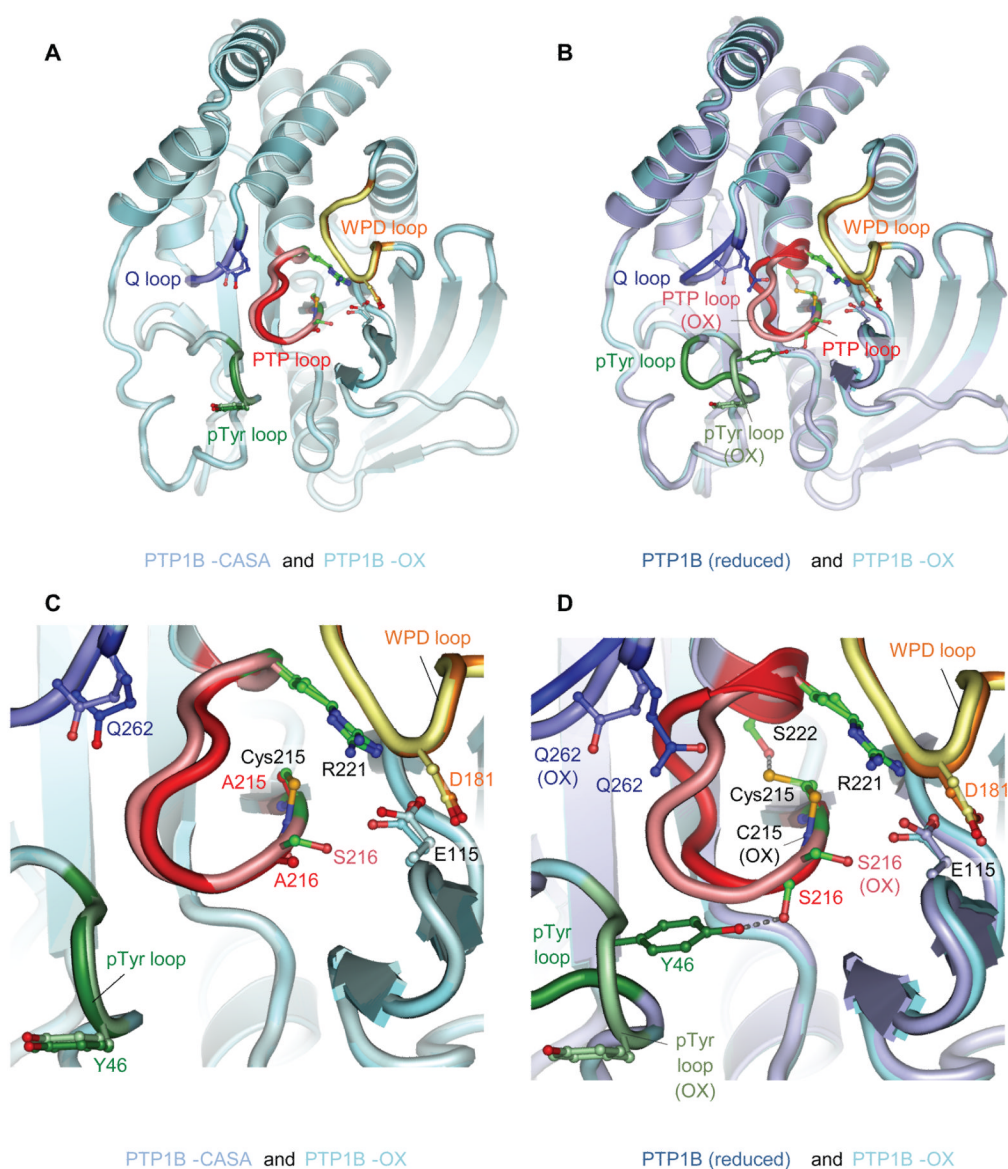 A
WPD loop
Q loop
PTP loop
pTyr loop
PTP1B -CASA and PTP1B -OX
B
WPD loop
Q loop
PTP loop
(OX)
PTP loop
pTyr loop
pTyr loop
(OX)
PTP1B (reduced) and PTP1B -OX
C
WPD loop
Q262
Cys215
A215
R221
D181
S216
A216
E115
pTyr loop
Y46
PTP1B -CASA and PTP1B -OX
D
WPD loop
S222
Q262
(OX)
Q262
R221
D181
Cys215
C215
(OX)
S216
(OX)
E115
S216
pTyr
loop
Y46
pTyr
loop
(OX)
PTP1B (reduced) and PTP1B -OX